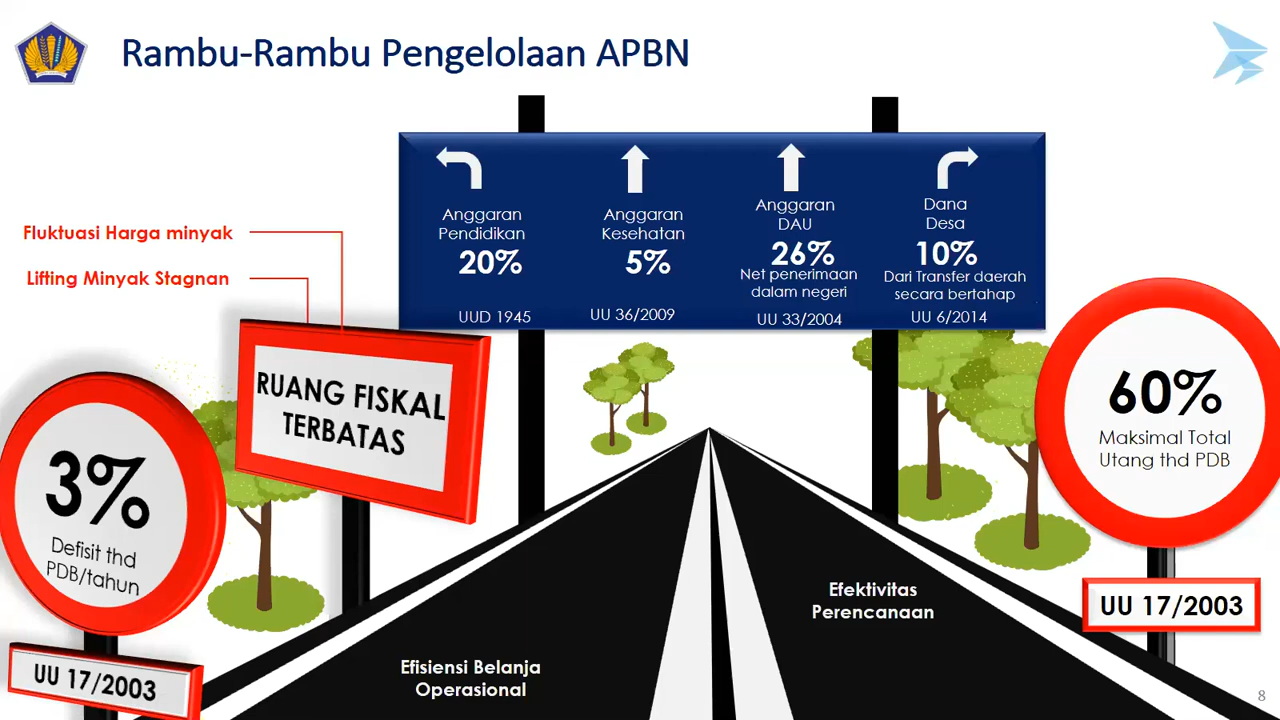 Rambu-Rambu Pengelolaan APBN
Anggaran
Pendidikan
20%
UUD 1945
Anggaran
Kesehatan
5%
UU 36/2009
Anggaran
DAU
26%
Net penerimaan
dalam negeri
UU 33/2004
Dana
Desa
10%
Dari Transfer daerah
secara bertahap
UU 6/2014
Fluktuasi Harga minyak
Lifting Minyak Stagnan
RUANG FISKAL
TERBATAS
3%
Defisit thd
PDB/tahun
UU 17/2003
60%
Maksimal Total
Utang thd PDB
UU 17/2003
Efektivitas
Perencanaan
Efisiensi Belanja
Operasional
8